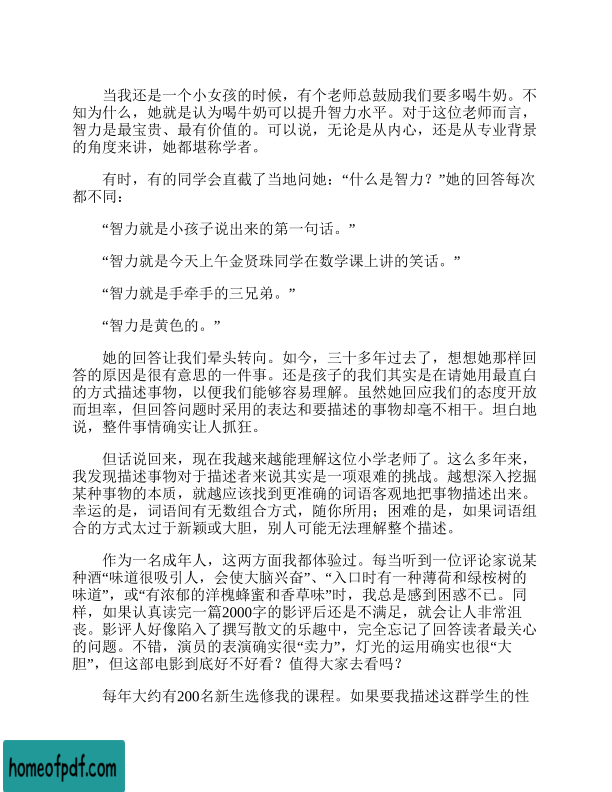 当我还是一个小女孩的时候，有个老师总鼓励我们要多喝牛奶。不
知为什么，她就是认为喝牛奶可以提升智力水平。对于这位老师而言，
智力是最宝贵、最有价值的。可以说，无论是从内心，还是从专业背景
的角度来讲，她都堪称学者。
有时，有的同学会直截了当地问她：“什么是智力？”她的回答每次
都不同：
“智力就是小孩子说出来的第一句话。”
“智力就是今天上午金贤珠同学在数学课上讲的笑话。”
“智力就是手牵手的三兄弟。”
“智力是黄色的。”
她的回答让我们晕头转向。如今，三十多年过去了，想想她那样回
答的原因是很有意思的一件事。还是孩子的我们其实是在请她用最直白
的方式描述事物，以便我们能够容易理解。虽然她回应我们的态度开放
而坦率，但回答问题时采用的表达和要描述的事物却毫不相干。坦白地
说，整件事情确实让人抓狂。
但话说回来，现在我越来越能理解这位小学老师了。这么多年来，
我发现描述事物对于描述者来说其实是一项艰难的挑战。越想深入挖掘
某种事物的本质，就越应该找到更准确的词语客观地把事物描述出来。
幸运的是，词语间有无数组合方式，随你所用；困难的是，如果词语组
合的方式太过于新颖或大胆，别人可能无法理解整个描述。
作为一名成年人，这两方面我都体验过。每当听到一位评论家说某
种酒“味道很吸引人，会使大脑兴奋”、“入口时有一种薄荷和绿桉树的
味道”，或“有浓郁的洋槐蜂蜜和香草味”时，我总是感到困惑不已。同
样，如果认真读完一篇2000字的影评后还是不满足，就会让人非常沮
丧。影评人好像陷入了撰写散文的乐趣中，完全忘记了回答读者最关心
的问题。不错，演员的表演确实很“卖力”，灯光的运用确实也很“大
胆”，但这部电影到底好不好看？值得大家去看吗？
每年大约有200名新生选修我的课程。如果要我描述这群学生的性
homeofpdf.com